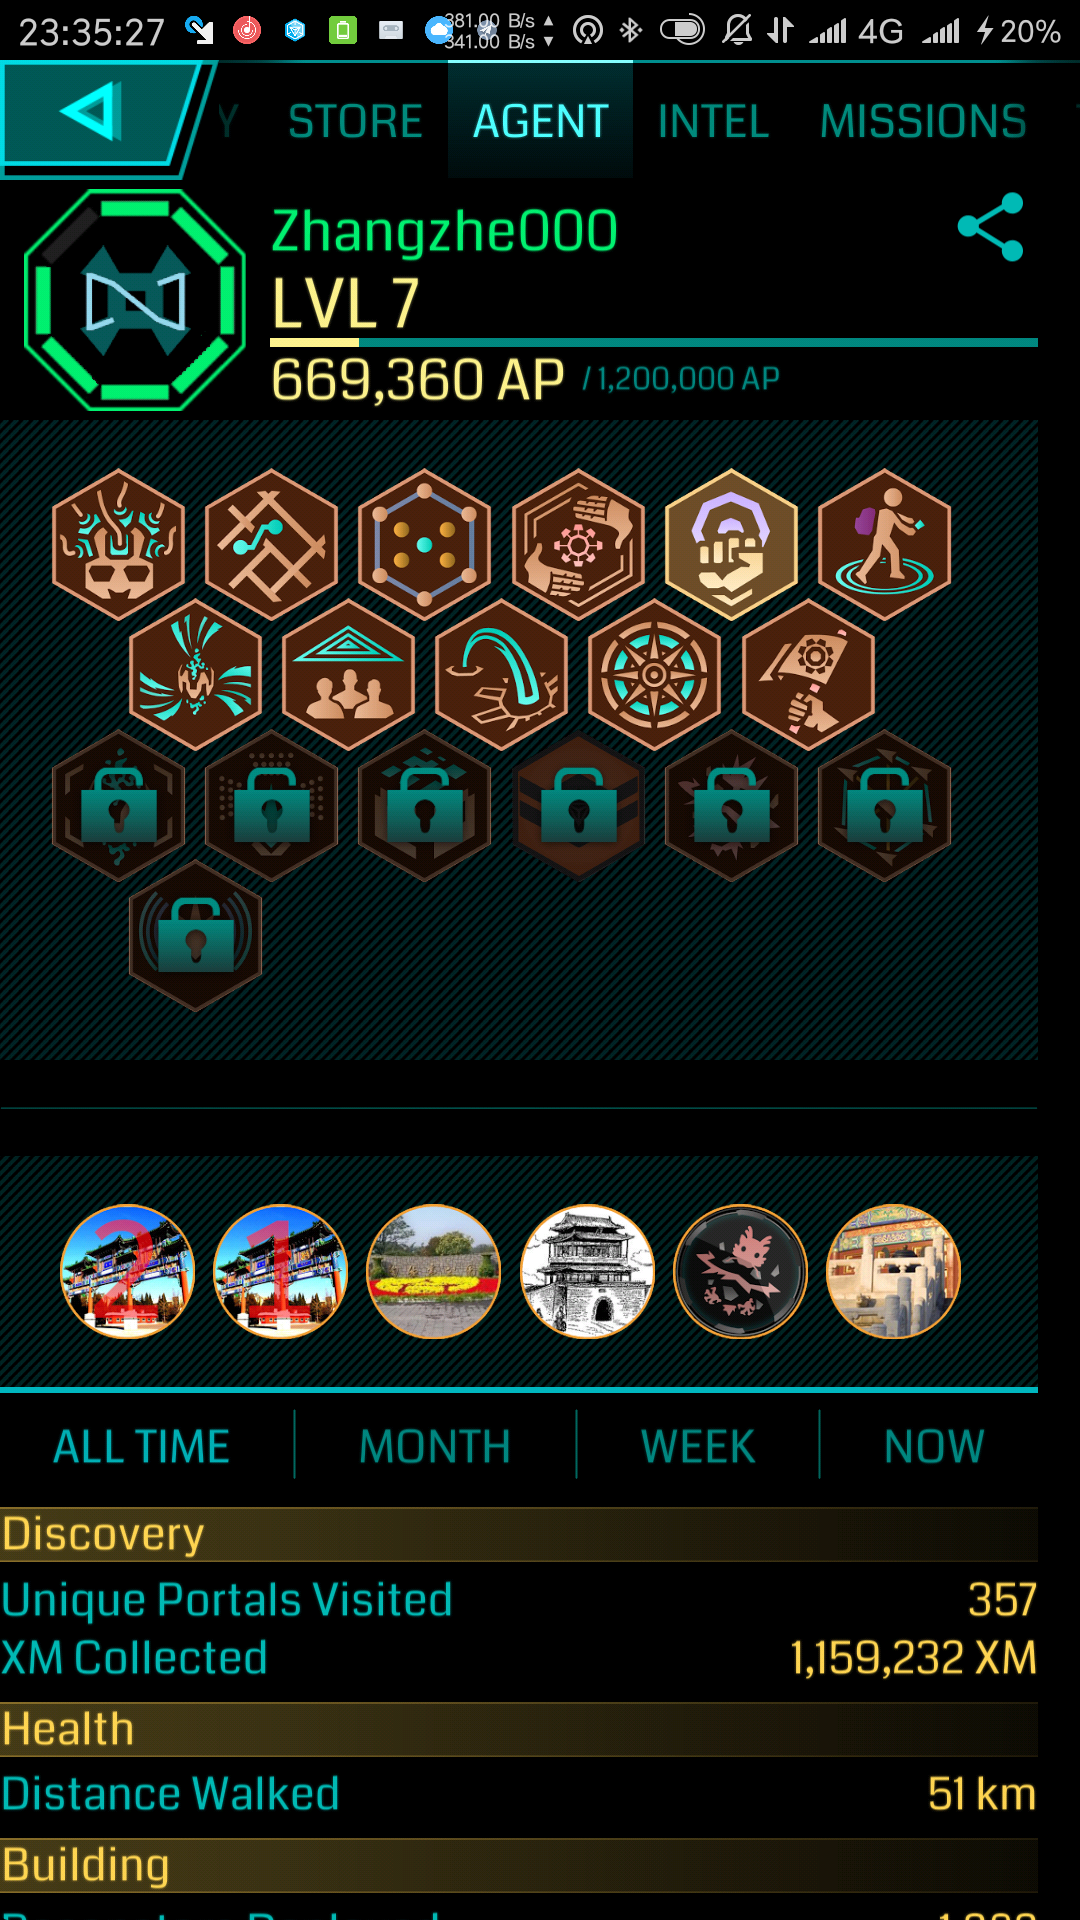 23:35:27
381.00 B/s
341.00 B/s
4G
20%
Y STORE AGENT INTEL MISSIONS
Zhangzhe000
LVL 7
669,360 AP / 1,200,000 AP
2
1
ALL TIME MONTH WEEK NOW
Discovery
Unique Portals Visited 357
XM Collected 1,159,232 XM
Health
Distance Walked 51 km
Building